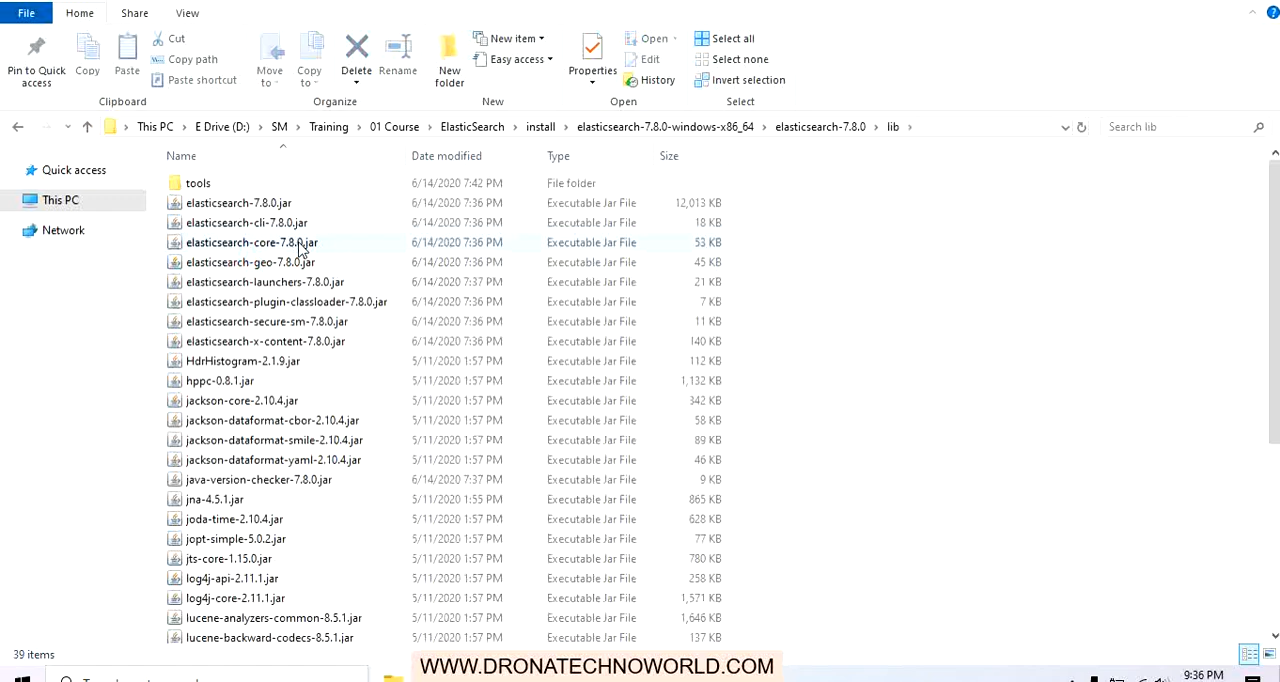 File Home Share View
Pin to Quick access
Copy
Paste
Cut
Copy path
Paste shortcut
Clipboard
Move to
Copy to
Delete
Rename
Organize
New folder
New item
Easy access
New
Properties
Open
Edit
History
Open
Select all
Select none
Invert selection
Select
This PC › E Drive (D:) › SM › Training › 01 Course › ElasticSearch › install › elasticsearch-7.8.0-windows-x86_64 › elasticsearch-7.8.0 › lib ›
Search lib
Quick access
This PC
Network
Name Date modified Type Size
tools 6/14/2020 7:42 PM File folder
elasticsearch-7.8.0.jar 6/14/2020 7:36 PM Executable Jar File 12,013 KB
elasticsearch-cli-7.8.0.jar 6/14/2020 7:36 PM Executable Jar File 18 KB
elasticsearch-core-7.8.0.jar 6/14/2020 7:36 PM Executable Jar File 53 KB
elasticsearch-geo-7.8.0.jar 6/14/2020 7:36 PM Executable Jar File 45 KB
elasticsearch-launchers-7.8.0.jar 6/14/2020 7:37 PM Executable Jar File 21 KB
elasticsearch-plugin-classloader-7.8.0.jar 6/14/2020 7:36 PM Executable Jar File 7 KB
elasticsearch-secure-sm-7.8.0.jar 6/14/2020 7:36 PM Executable Jar File 11 KB
elasticsearch-x-content-7.8.0.jar 6/14/2020 7:36 PM Executable Jar File 140 KB
HdrHistogram-2.1.9.jar 5/11/2020 1:57 PM Executable Jar File 112 KB
hppc-0.8.1.jar 5/11/2020 1:57 PM Executable Jar File 1,132 KB
jackson-core-2.10.4.jar 5/11/2020 1:57 PM Executable Jar File 342 KB
jackson-dataformat-cbor-2.10.4.jar 5/11/2020 1:57 PM Executable Jar File 58 KB
jackson-dataformat-smile-2.10.4.jar 5/11/2020 1:57 PM Executable Jar File 89 KB
jackson-dataformat-yaml-2.10.4.jar 5/11/2020 1:57 PM Executable Jar File 46 KB
java-version-checker-7.8.0.jar 6/14/2020 7:37 PM Executable Jar File 9 KB
jna-4.5.1.jar 5/11/2020 1:55 PM Executable Jar File 865 KB
joda-time-2.10.4.jar 5/11/2020 1:57 PM Executable Jar File 628 KB
jopt-simple-5.0.2.jar 5/11/2020 1:57 PM Executable Jar File 77 KB
jts-core-1.15.0.jar 5/11/2020 1:57 PM Executable Jar File 780 KB
log4j-api-2.11.1.jar 5/11/2020 1:57 PM Executable Jar File 258 KB
log4j-core-2.11.1.jar 5/11/2020 1:57 PM Executable Jar File 1,571 KB
lucene-analyzers-common-8.5.1.jar 5/11/2020 1:57 PM Executable Jar File 1,646 KB
lucene-backward-codecs-8.5.1.jar 5/11/2020 1:57 PM Executable Jar File 137 KB
39 items
WWW.DRONATECHNOWORLD.COM
9:36 PM